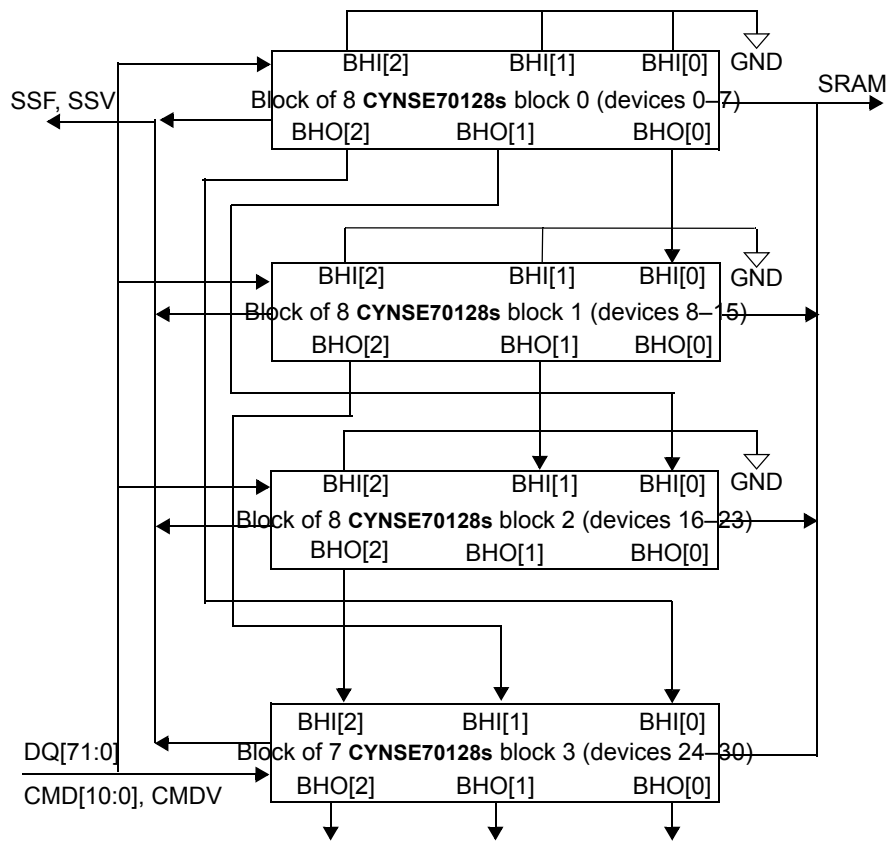 BHI[2] BHI[1] BHI[0] GND
SRAM
SSF, SSV
Block of 8 CYNSE70128s block 0 (devices 0–7)
BHO[2] BHO[1] BHO[0]
BHI[2] BHI[1] BHI[0] GND
Block of 8 CYNSE70128s block 1 (devices 8–15)
BHO[2] BHO[1] BHO[0]
BHI[2] BHI[1] BHI[0] GND
Block of 8 CYNSE70128s block 2 (devices 16–23)
BHO[2] BHO[1] BHO[0]
BHI[2] BHI[1] BHI[0]
DQ[71:0]
Block of 7 CYNSE70128s block 3 (devices 24–30)
CMD[10:0], CMDV
BHO[2] BHO[1] BHO[0]